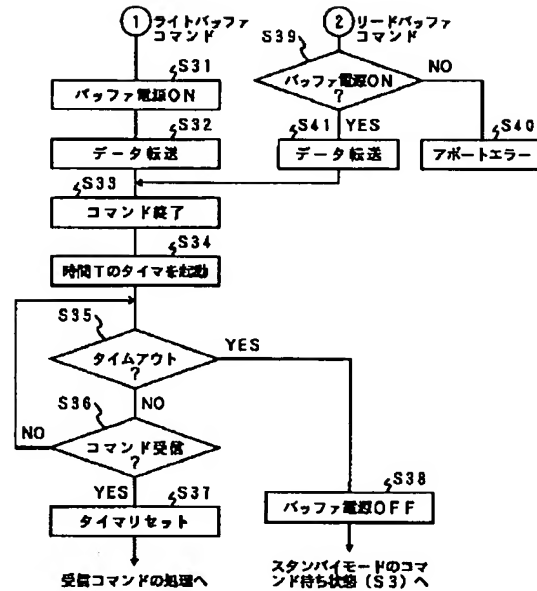 ① ライトバッファ
コマンド
② リードバッファ
コマンド
S31
バッファ電源ON
S32
データ転送
S33
コマンド終了
S34
時間Tのタイマを起動
S35
タイムアウト
?
YES
NO
S36
コマンド受信
?
NO
YES
S37
タイマリセット
受信コマンドの処理へ
S38
バッファ電源OFF
スタンバイモードのコマ
ンド待ち状態(S3)へ
S39
バッファ電源ON
?
NO
YES
S40
アボートエラー
S41
データ転送